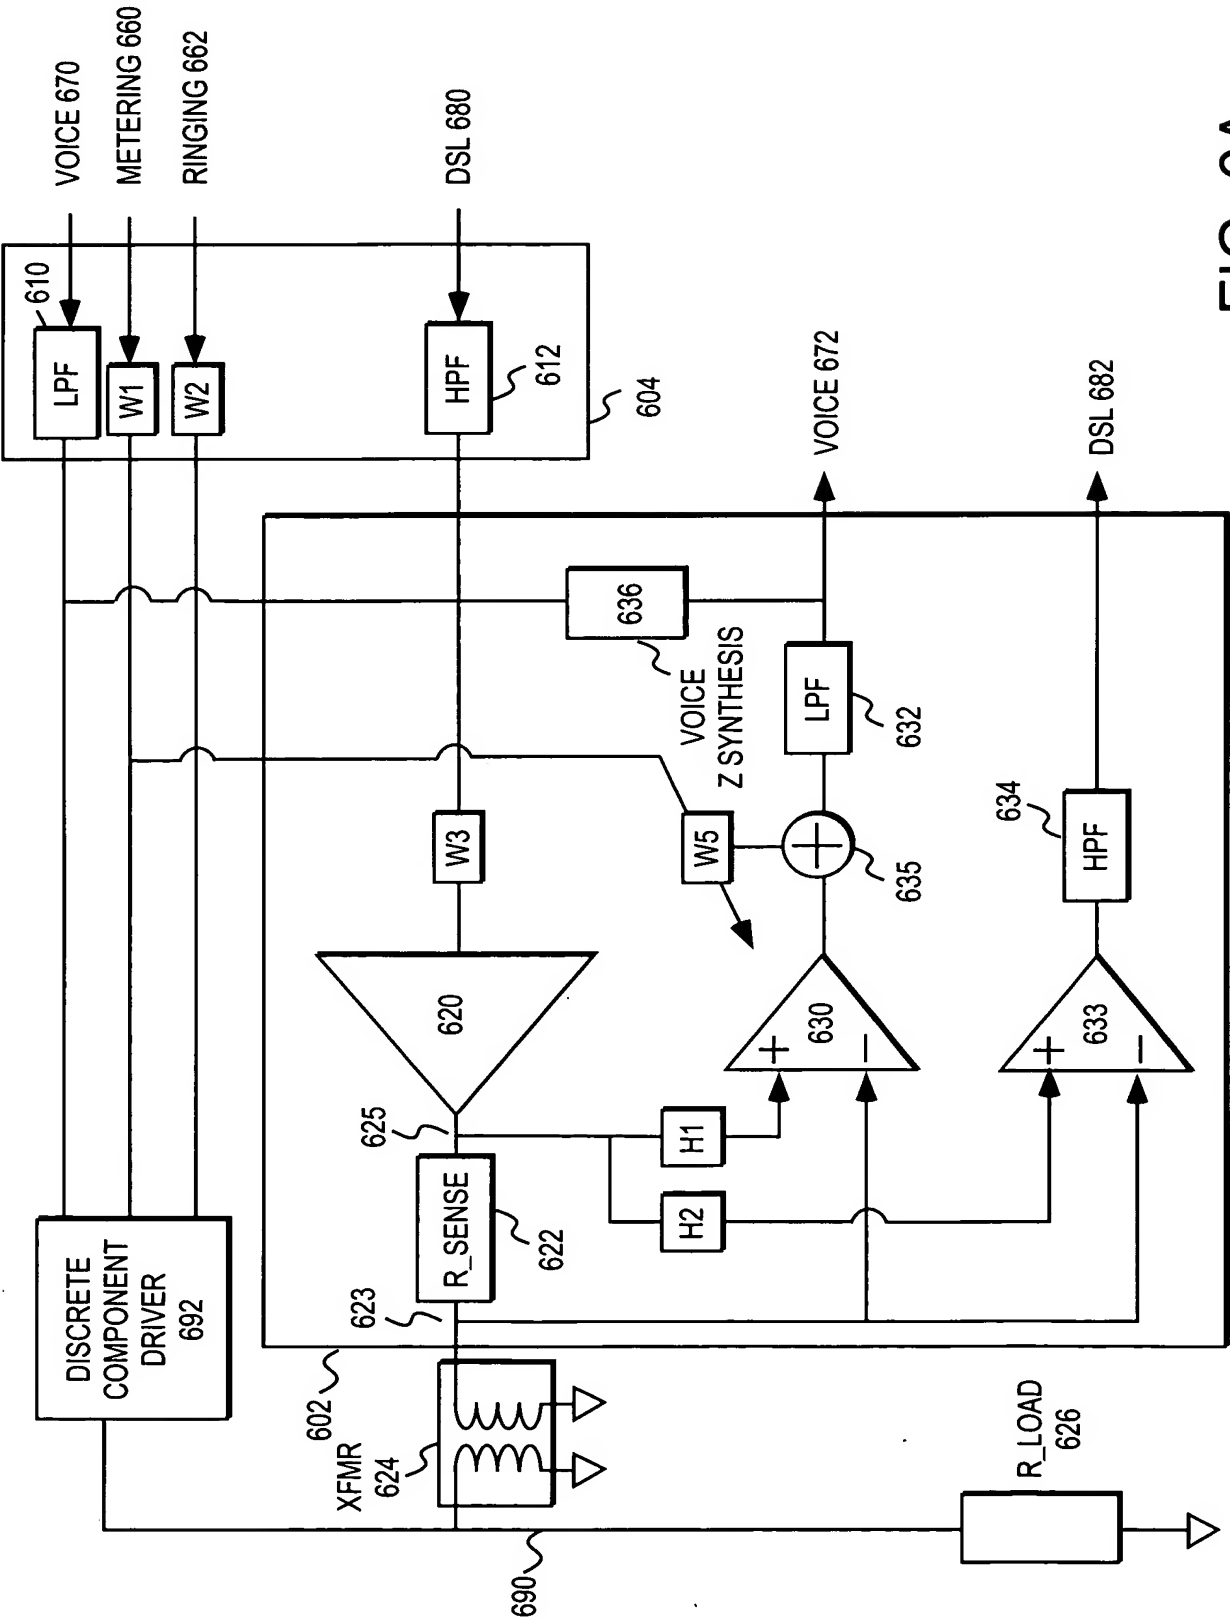 VOICE 670
METERING 660
RINGING 662
DSL 680
610
LPF
W1
W2
HPF
612
604
DISCRETE
COMPONENT
DRIVER
692
636
VOICE
Z SYNTHESIS
W3
W5
620
625
R_SENSE
622
623
602
XFMR
624
H1
H2
+
−
630
+
635
LPF
632
VOICE 672
+
−
633
634
HPF
DSL 682
690
R_LOAD
626
FIG.